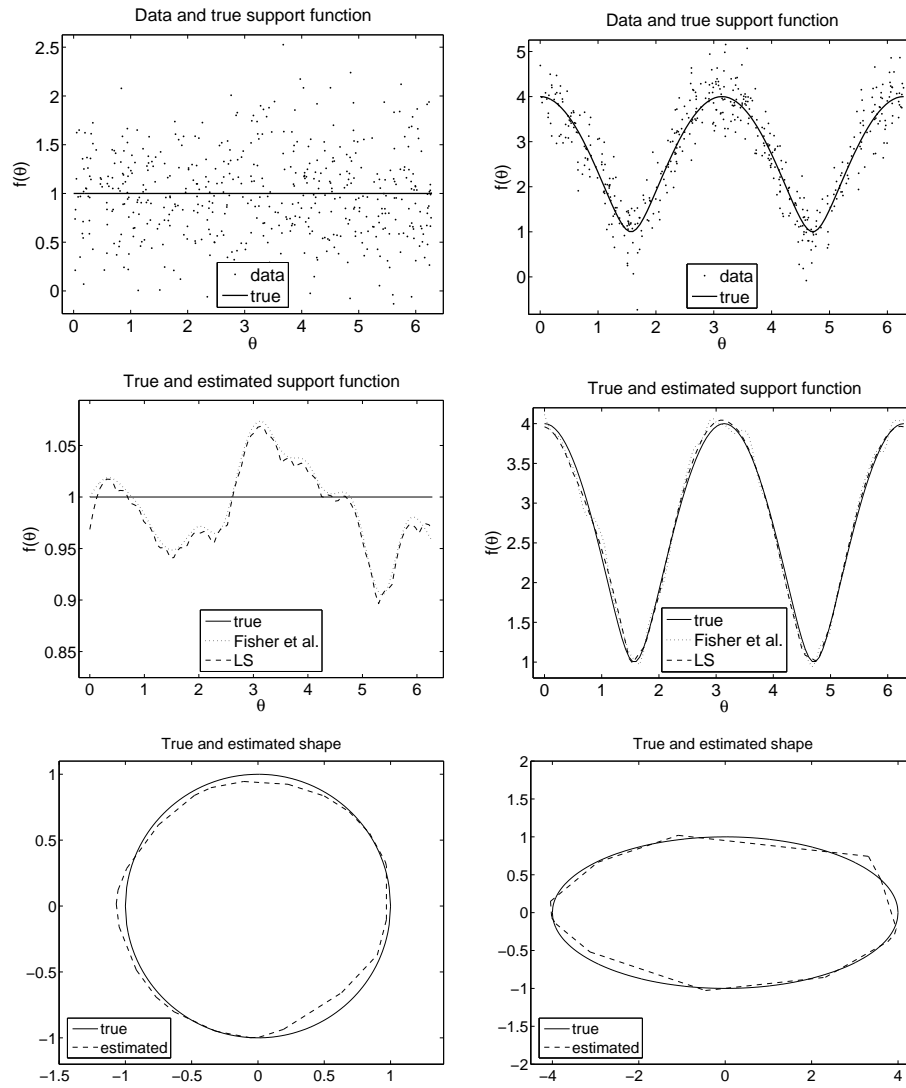 Data and true support function
2.5
2
1.5
1
0.5
0
f(θ)
data
true
0 1 2 3 4 5 6
θ
Data and true support function
5
4
3
2
1
0
f(θ)
data
true
0 1 2 3 4 5 6
θ
True and estimated support function
1.05
1
0.95
0.9
0.85
f(θ)
true
Fisher et al.
LS
0 1 2 3 4 5 6
θ
True and estimated support function
4
3.5
3
2.5
2
1.5
1
f(θ)
true
Fisher et al.
LS
0 1 2 3 4 5 6
θ
True and estimated shape
1
0.5
0
−0.5
−1
true
estimated
−1.5 −1 −0.5 0 0.5 1
True and estimated shape
2
1.5
1
0.5
0
−0.5
−1
−1.5
−2
true
estimated
−4 −2 0 2 4